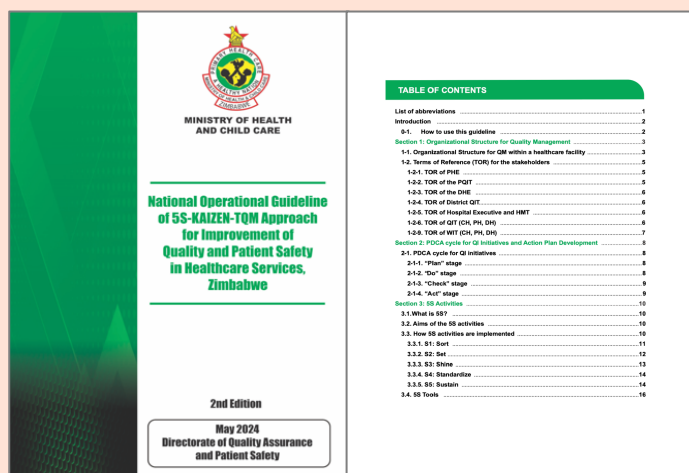 PRIMARY HEALTH CARE
A HEALTHY NATION
MINISTRY OF HEALTH & CHILD CARE
ZIMBABWE
MINISTRY OF HEALTH
AND CHILD CARE
National Operational Guideline
of 5S-KAIZEN-TQM Approach
for Improvement of
Quality and Patient Safety
in Healthcare Services,
Zimbabwe
2nd Edition
May 2024
Directorate of Quality Assurance
and Patient Safety
TABLE OF CONTENTS
List of abbreviations ... 1
Introduction ... 2
0-1. How to use this guideline ... 2
Section 1: Organizational Structure for Quality Management ... 3
1-1. Organizational Structure for QM within a healthcare facility ... 3
1-2. Terms of Reference (TOR) for the stakeholders ... 5
1-2-1. TOR of PHE ... 5
1-2-2. TOR of the PQIT ... 5
1-2-3. TOR of the DHE ... 6
1-2-4. TOR of District QIT ... 6
1-2-5. TOR of Hospital Executive and HMT ... 6
1-2-6. TOR of QIT (CH, PH, DH) ... 6
1-2-9. TOR of WIT (CH, PH, DH) ... 7
Section 2: PDCA cycle for QI Initiatives and Action Plan Development ... 8
2-1. PDCA cycle for QI initiatives ... 8
2-1-1. “Plan” stage ... 8
2-1-2. “Do” stage ... 8
2-1-3. “Check” stage ... 9
2-1-4. “Act” stage ... 9
Section 3: 5S Activities ... 10
3.1.What is 5S? ... 10
3.2. Aims of the 5S activities ... 10
3.3. How 5S activities are implemented ... 10
3.3.1. S1: Sort ... 11
3.3.2. S2: Set ... 12
3.3.3. S3: Shine ... 13
3.3.4. S4: Standardize ... 14
3.3.5. S5: Sustain ... 14
3.4. 5S Tools ... 16